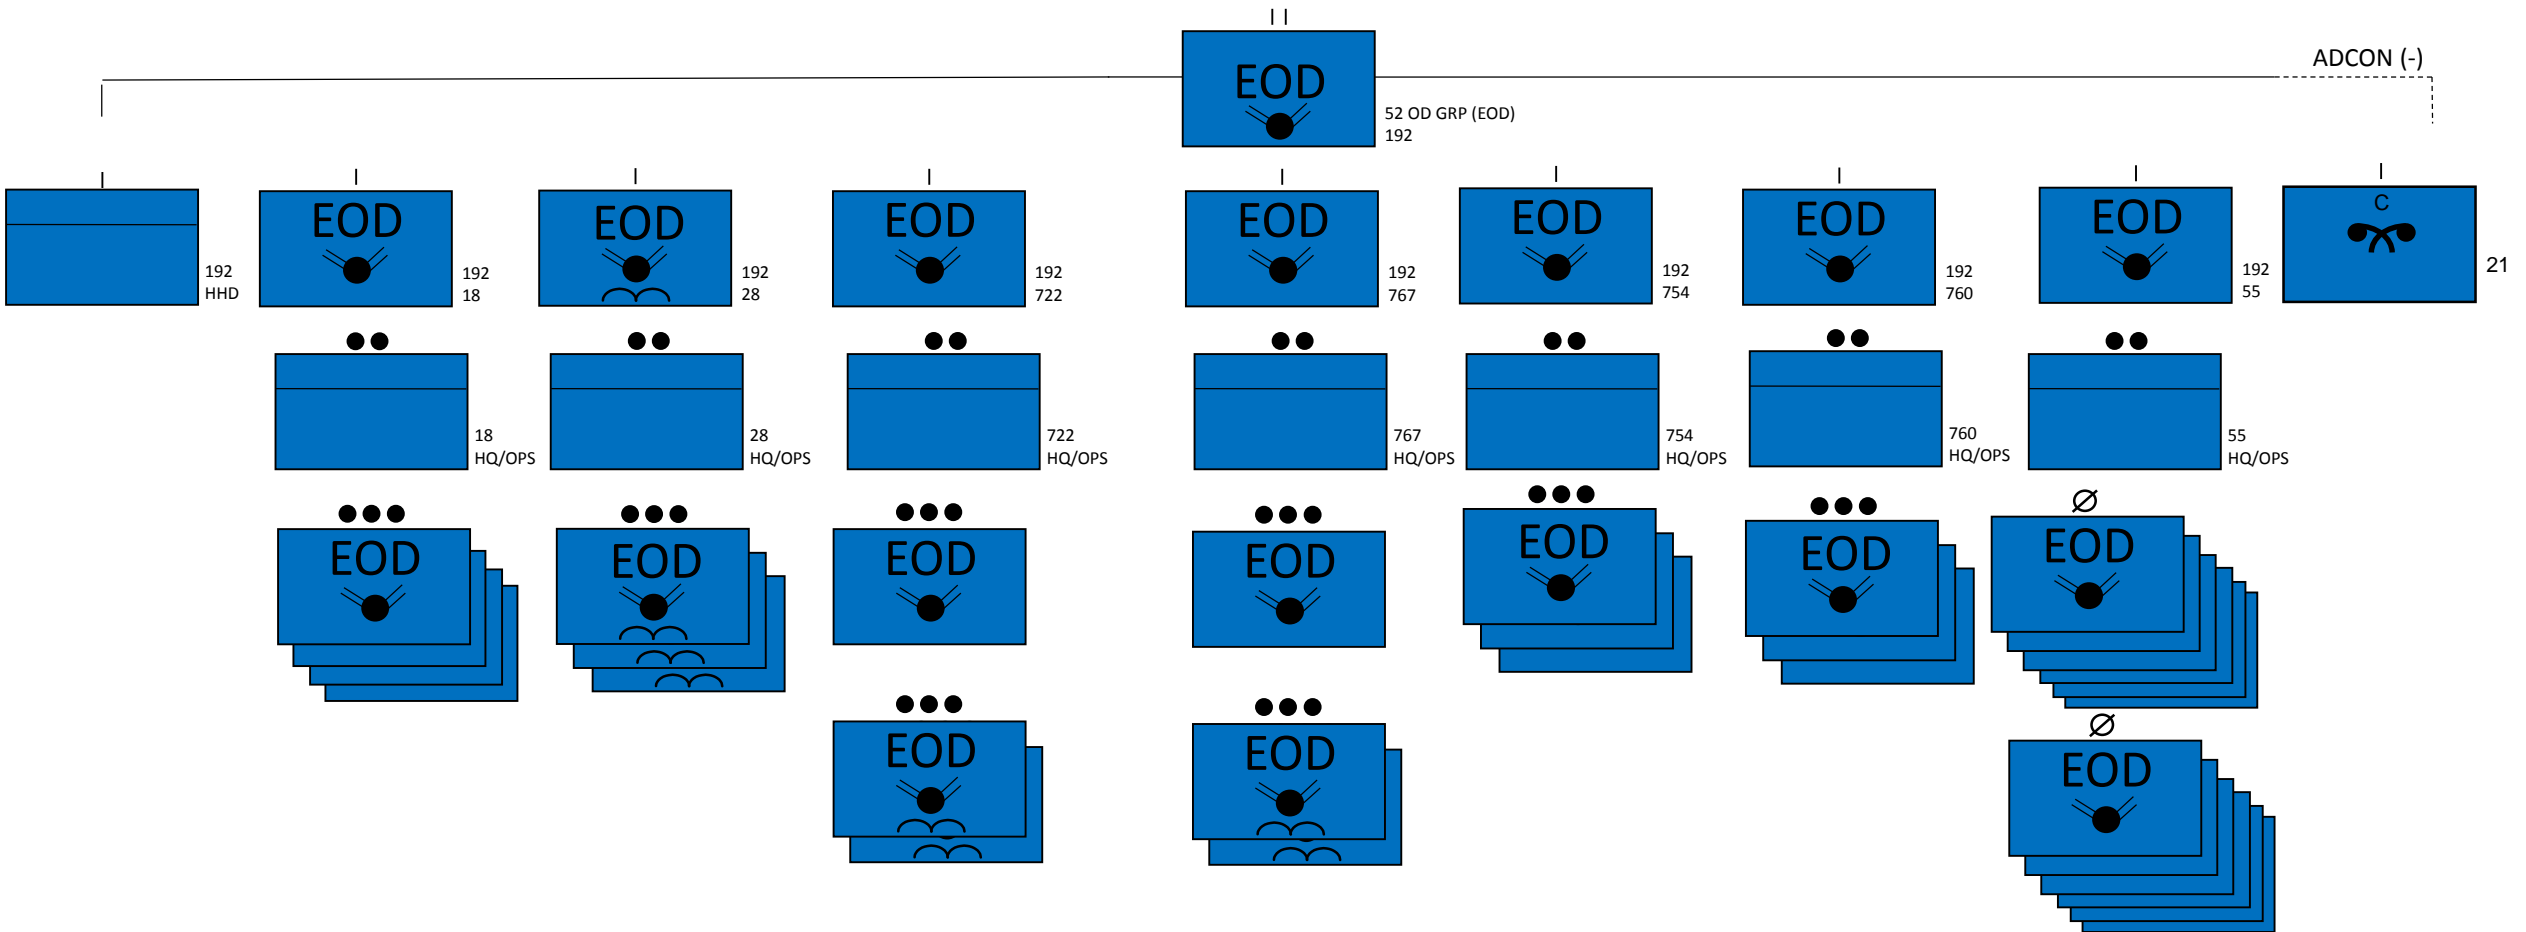 ADCON (-)
EOD
52 OD GRP (EOD)
192
192
HHD
EOD
192
18
EOD
192
28
EOD
192
722
EOD
192
767
EOD
192
754
EOD
192
760
EOD
192
55
C
21
18
HQ/OPS
28
HQ/OPS
722
HQ/OPS
767
HQ/OPS
754
HQ/OPS
760
HQ/OPS
55
HQ/OPS
EOD
EOD
EOD
EOD
EOD
EOD
EOD
EOD
EOD
EOD